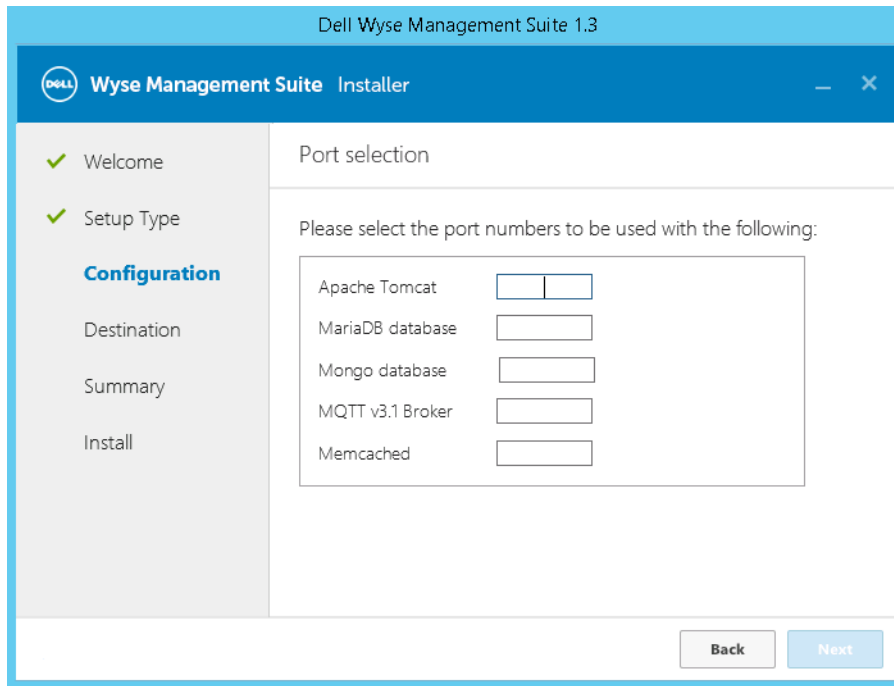 Dell Wyse Management Suite 1.3
DELL Wyse Management Suite Installer
Welcome
Setup Type
Configuration
Destination
Summary
Install
Port selection
Please select the port numbers to be used with the following:
Apache Tomcat
MariaDB database
Mongo database
MQTT v3.1 Broker
Memcached
Back Next